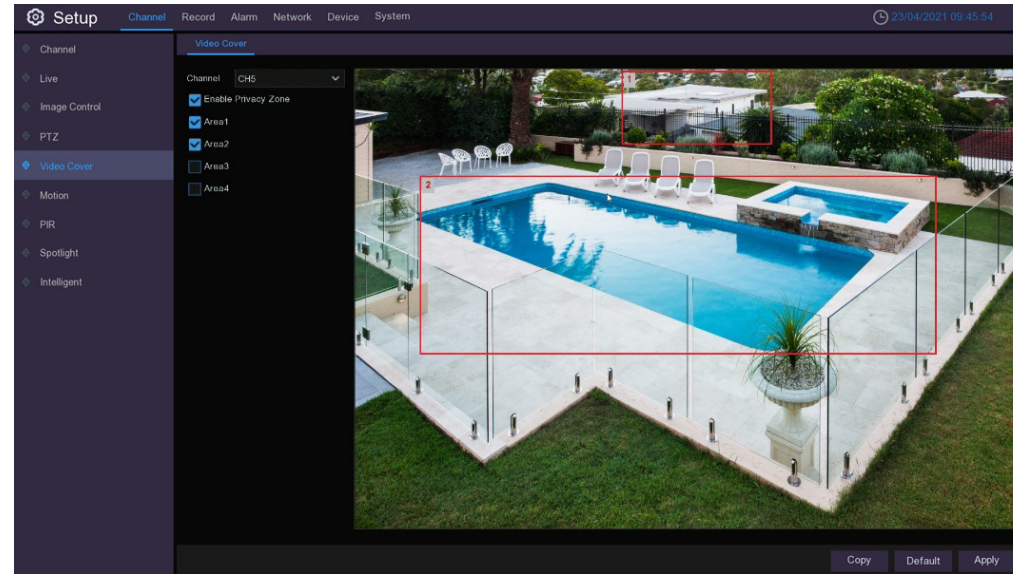 Setup Channel Record Alarm Network Device System 23/04/2021 09:45:54
Channel
Live
Image Control
PTZ
Video Cover
Motion
PIR
Spotlight
Intelligent
Video Cover
Channel CH5
Enable Privacy Zone
Area1
Area2
Area3
Area4
1
2
Copy Default Apply